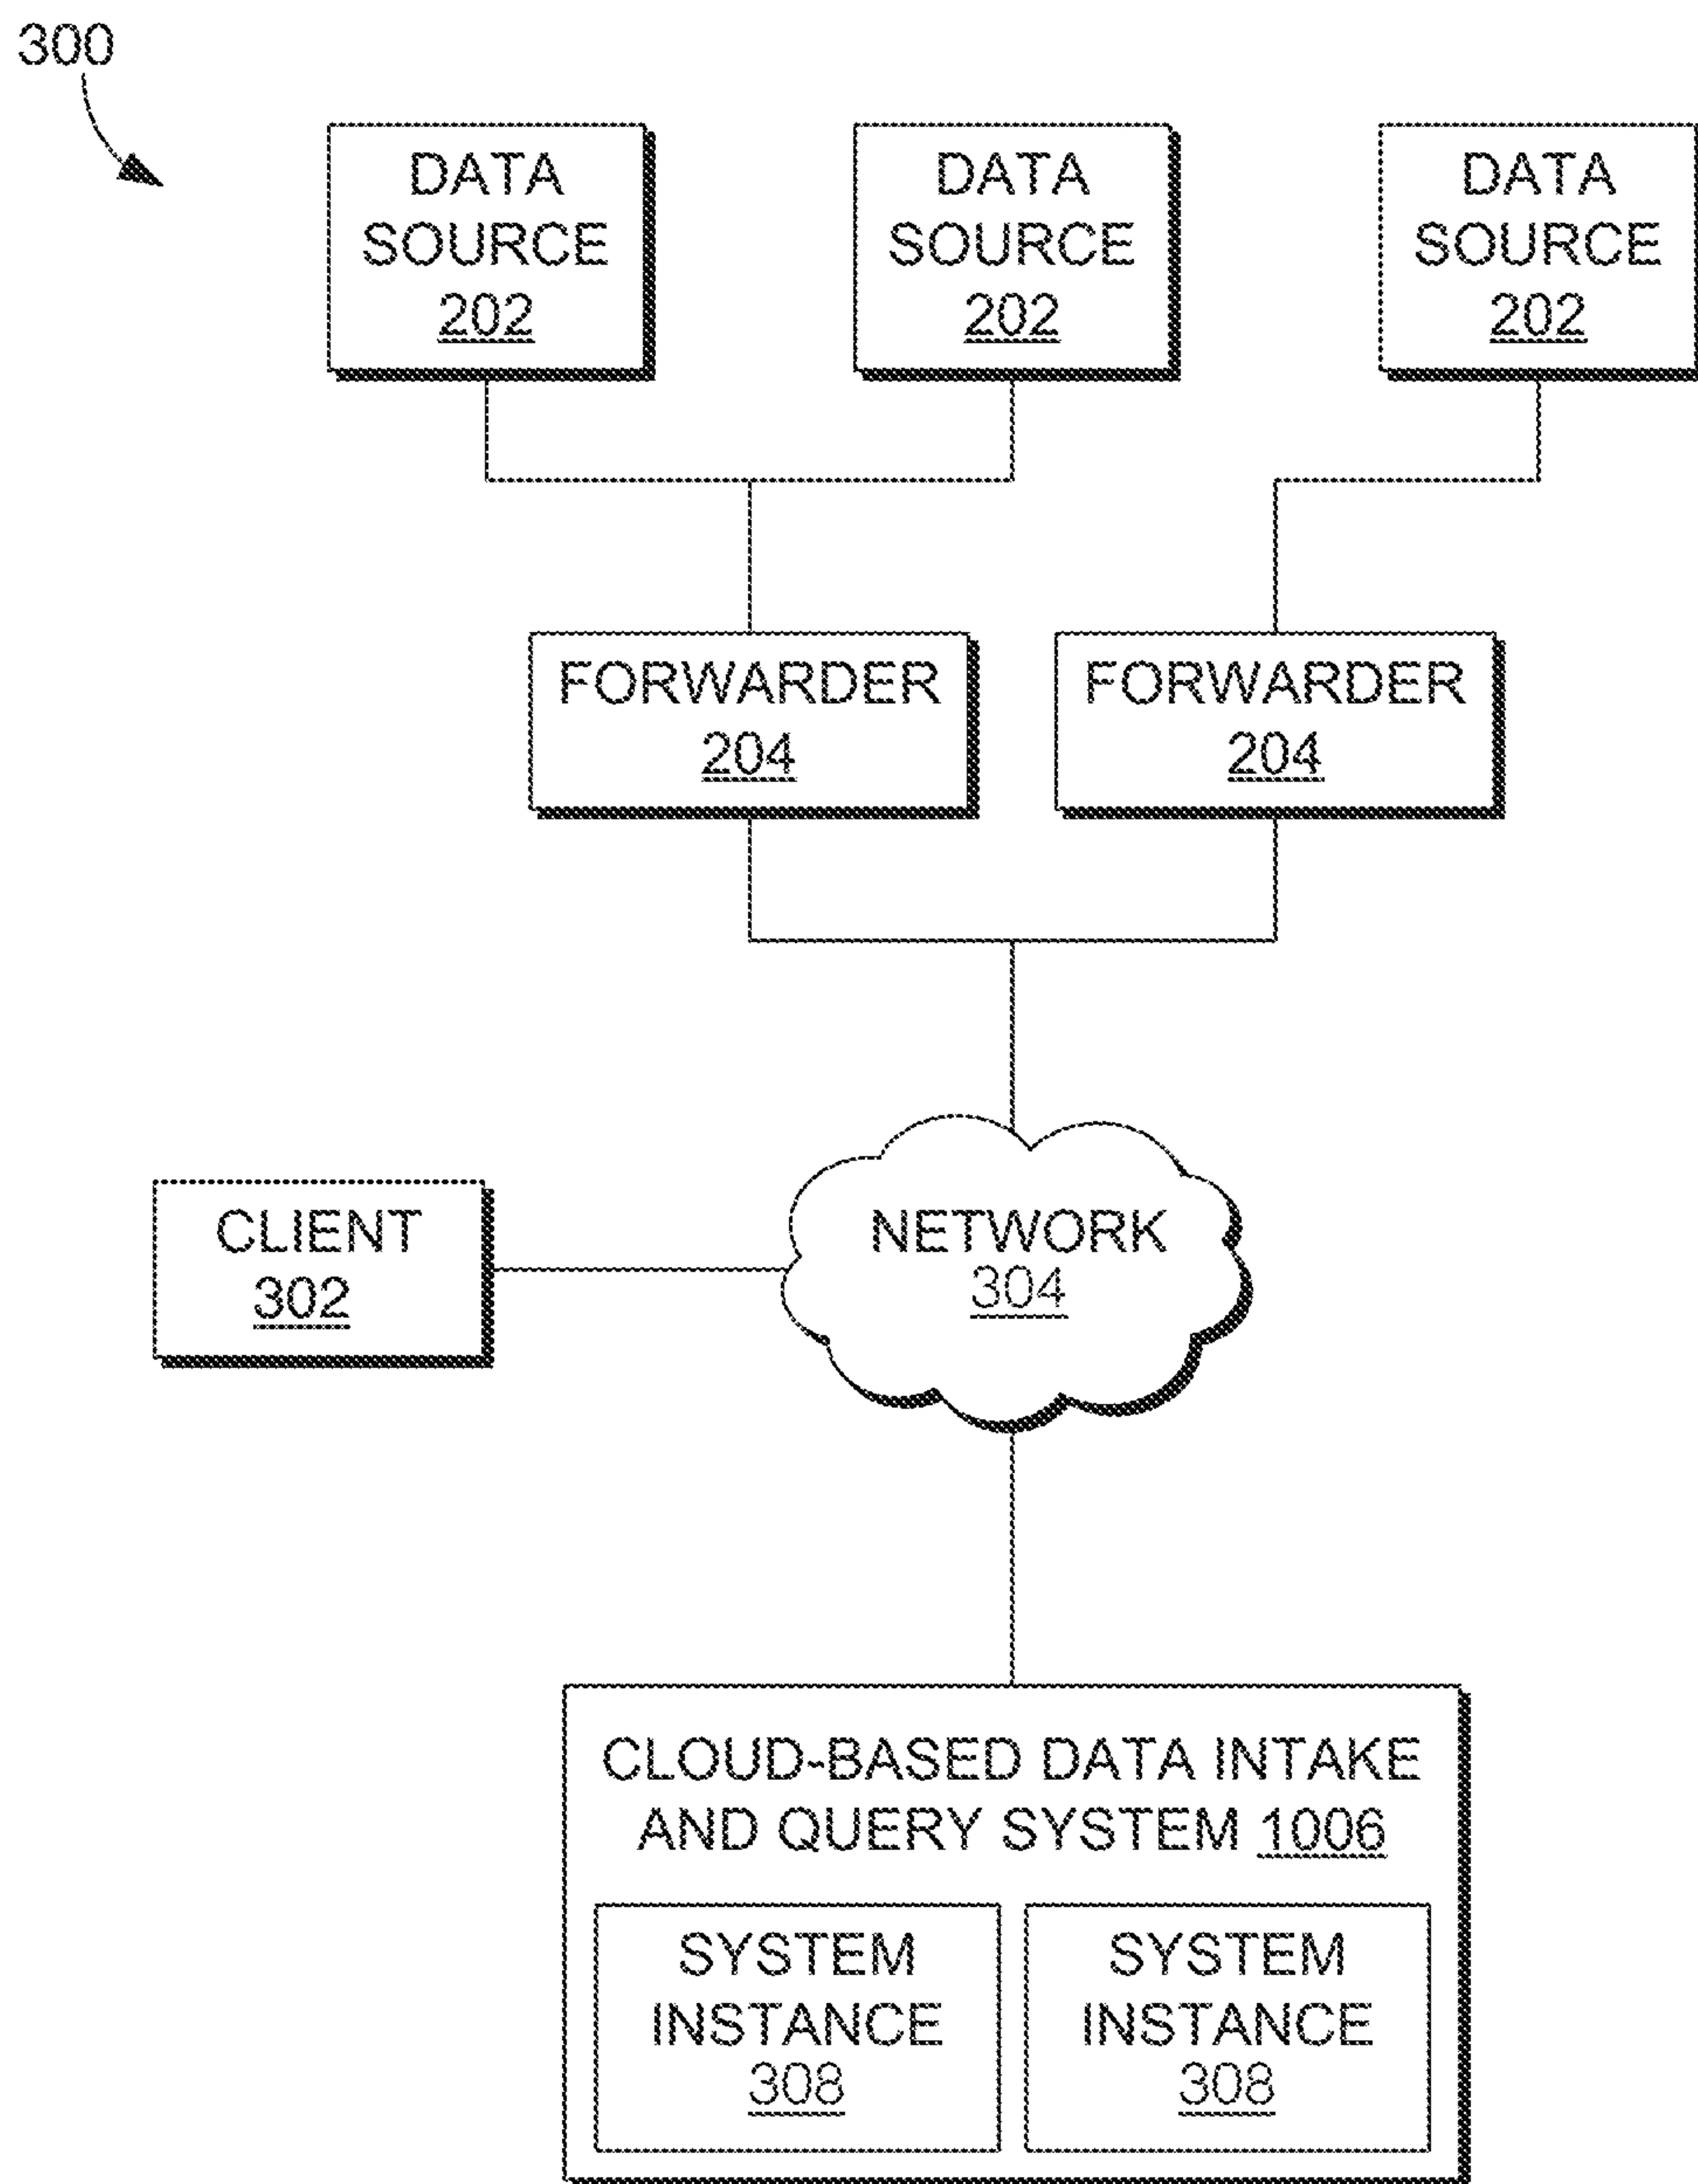 300
DATA
SOURCE
202
DATA
SOURCE
202
DATA
SOURCE
202
FORWARDER
204
FORWARDER
204
CLIENT
302
NETWORK
304
CLOUD-BASED DATA INTAKE
AND QUERY SYSTEM 1006
SYSTEM
INSTANCE
308
SYSTEM
INSTANCE
308